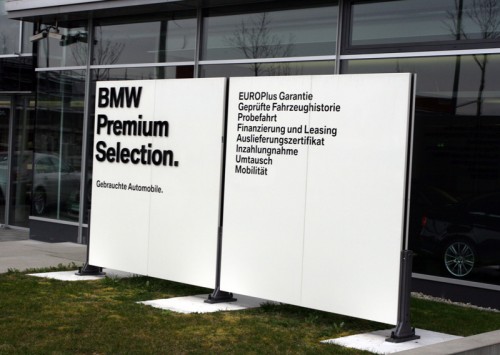 BMW
Premium
Selection.
Gebrauchte Automobile.
EUROPlus Garantie
Geprüfte Fahrzeughistorie
Probefahrt
Finanzierung und Leasing
Auslieferungszertifikat
Inzahlungnahme
Umtausch
Mobilität